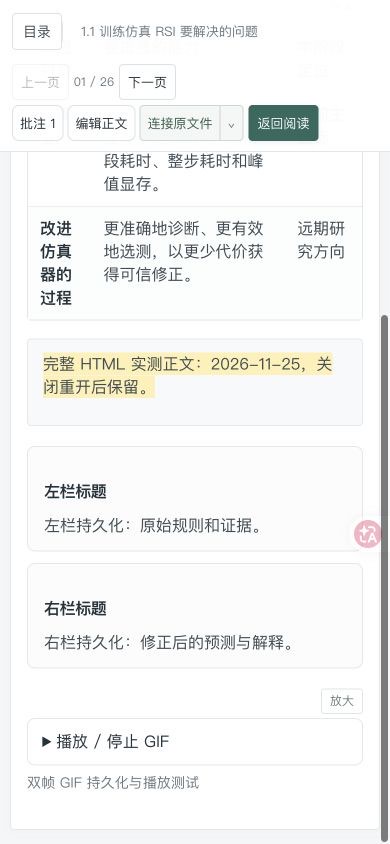 目录
1.1 训练仿真 RSI 要解决的问题
上一页
01 / 26
下一页
批注 1
编辑正文
连接原文件
返回阅读
段耗时、整步耗时和峰
值显存。
改进
仿真
器的
过程
更准确地诊断、更有效
地选测，以更少代价获
得可信修正。
远期研
究方向
完整 HTML 实测正文：2026-11-25，关
闭重开后保留。
左栏标题
左栏持久化：原始规则和证据。
右栏标题
右栏持久化：修正后的预测与解释。
放大
▶ 播放 / 停止 GIF
双帧 GIF 持久化与播放测试